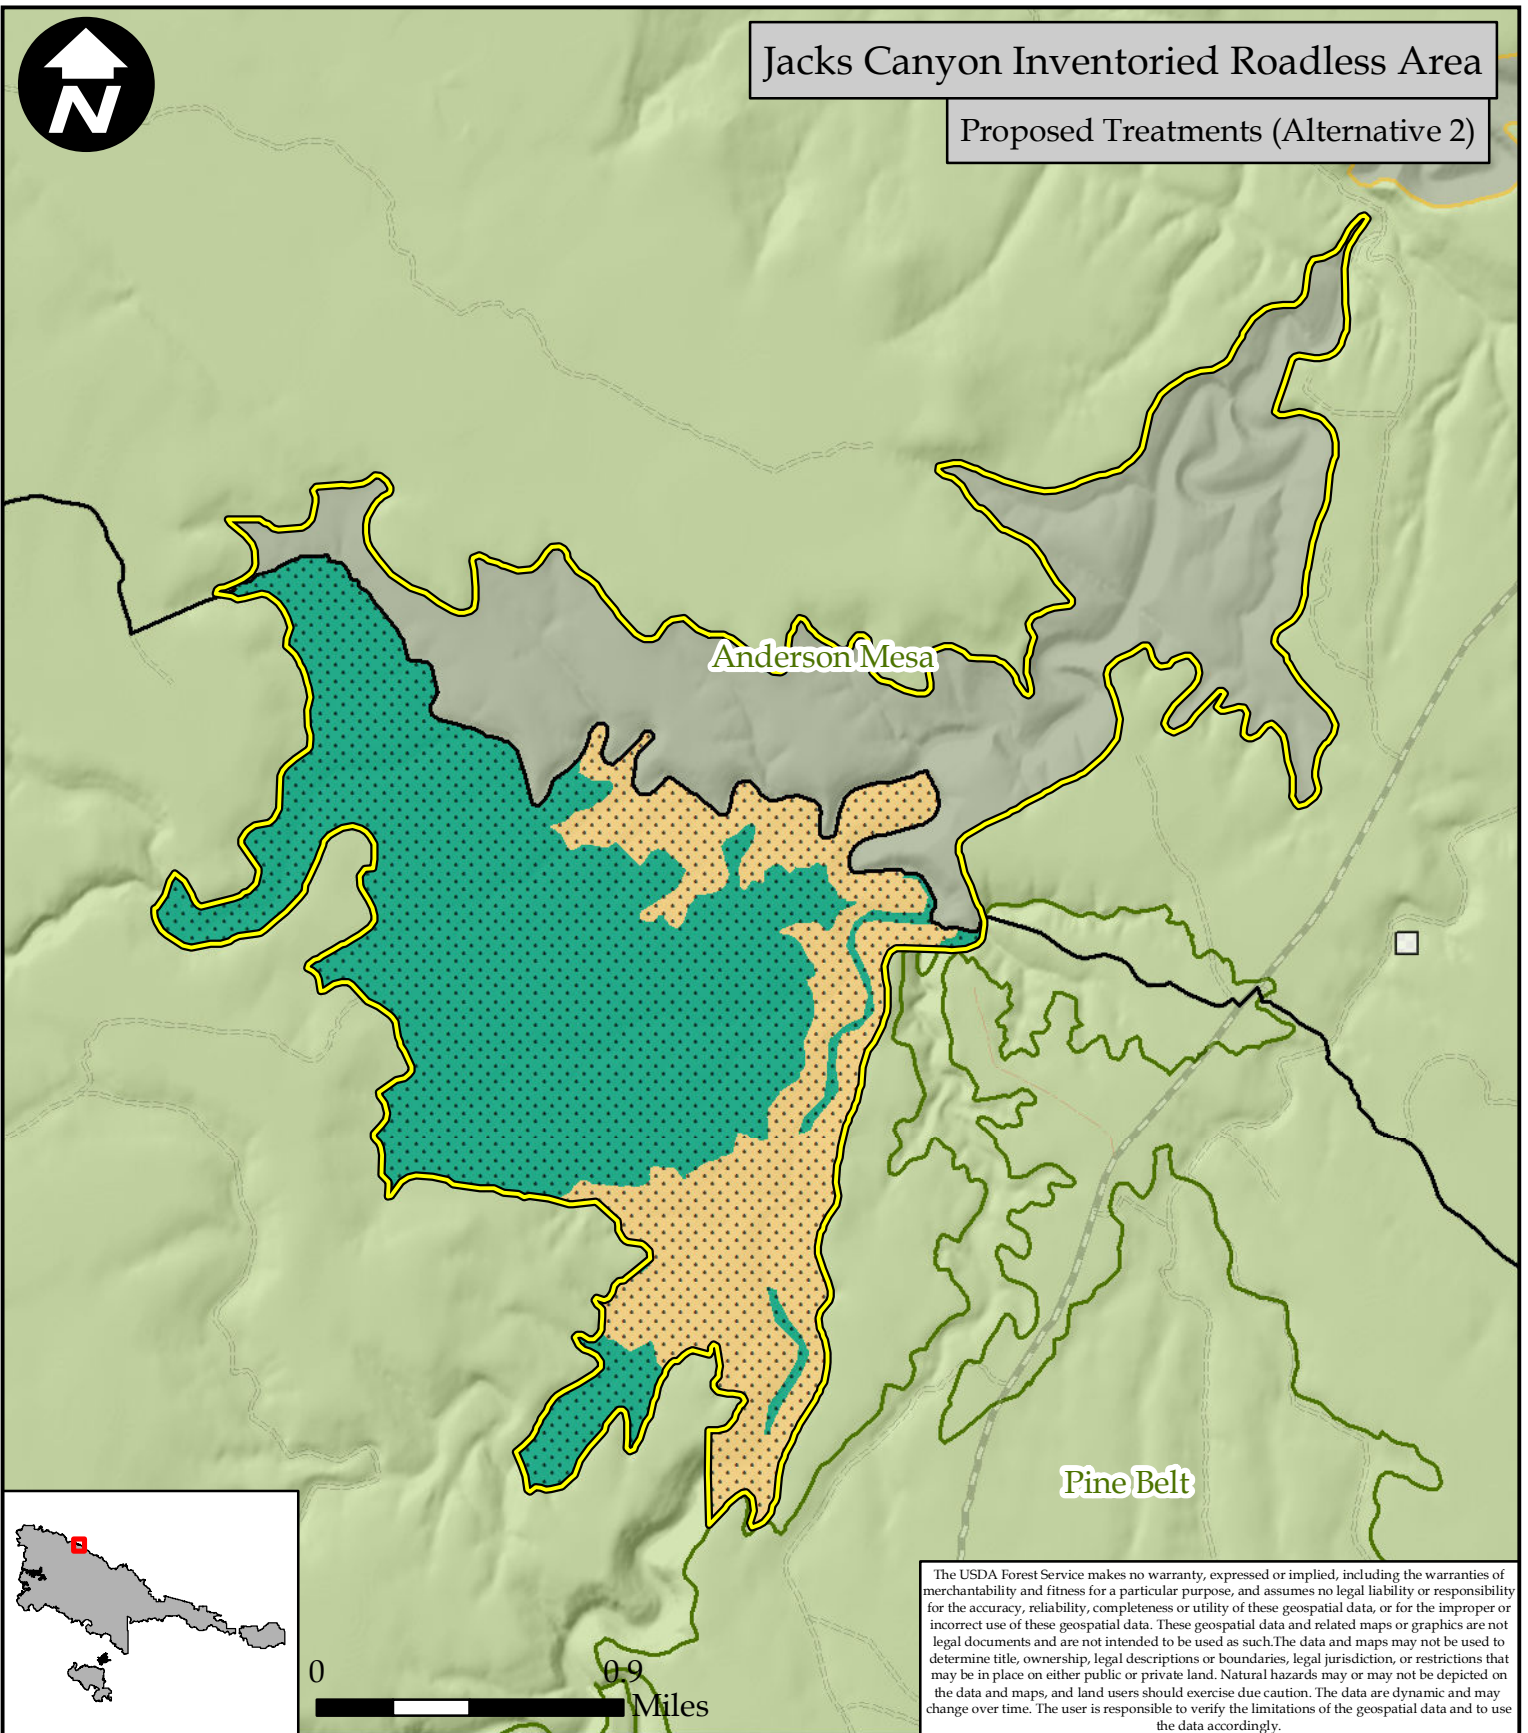 N
Jacks Canyon Inventoried Roadless Area
Proposed Treatments (Alternative 2)
Anderson Mesa
Pine Belt
0 0.9
Miles
The USDA Forest Service makes no warranty, expressed or implied, including the warranties of
merchantability and fitness for a particular purpose, and assumes no legal liability or responsibility
for the accuracy, reliability, completeness or utility of these geospatial data, or for the improper or
incorrect use of these geospatial data. These geospatial data and related maps or graphics are not
legal documents and are not intended to be used as such.The data and maps may not be used to
determine title, ownership, legal descriptions or boundaries, legal jurisdiction, or restrictions that
may be in place on either public or private land. Natural hazards may or may not be depicted on
the data and maps, and land users should exercise due caution. The data are dynamic and may
change over time. The user is responsible to verify the limitations of the geospatial data and to use
the data accordingly.